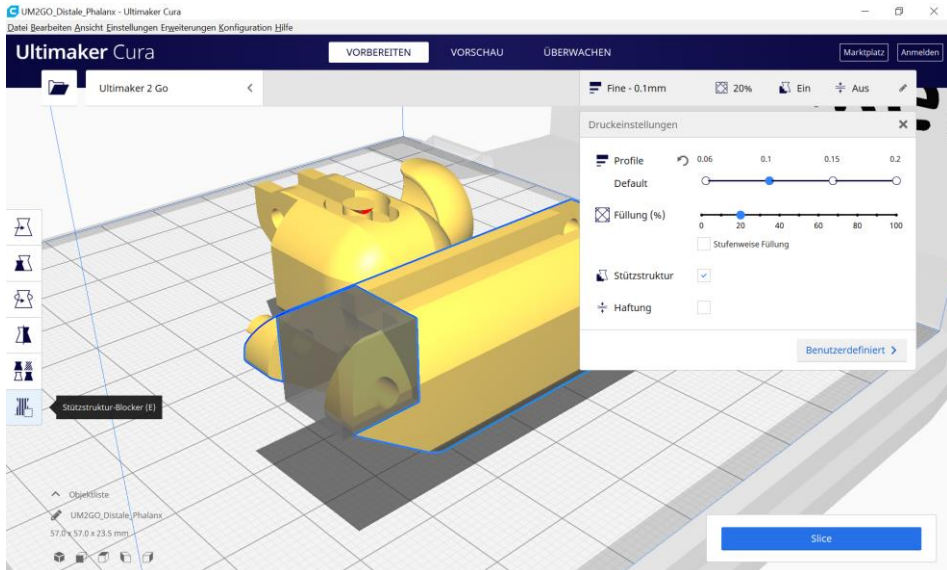 UM2GO_Distale_Phalanx - Ultimaker Cura
Datei Bearbeiten Ansicht Einstellungen Erweiterungen Konfiguration Hilfe
Ultimaker Cura
VORBEREITEN
VORSCHAU
ÜBERWACHEN
Marktplatz
Anmelden
Ultimaker 2 Go
Fine - 0.1mm
20%
Ein
Aus
Druckeinstellungen
Profile
0.06 0.1 0.15 0.2
Default
Füllung (%)
0 20 40 60 80 100
Stufenweise Füllung
Stützstruktur
Haftung
Benutzerdefiniert
Stützstruktur-Blocker (E)
Objektliste
UM2GO_Distale_Phalanx
57.0 x 57.0 x 23.5 mm
Slice